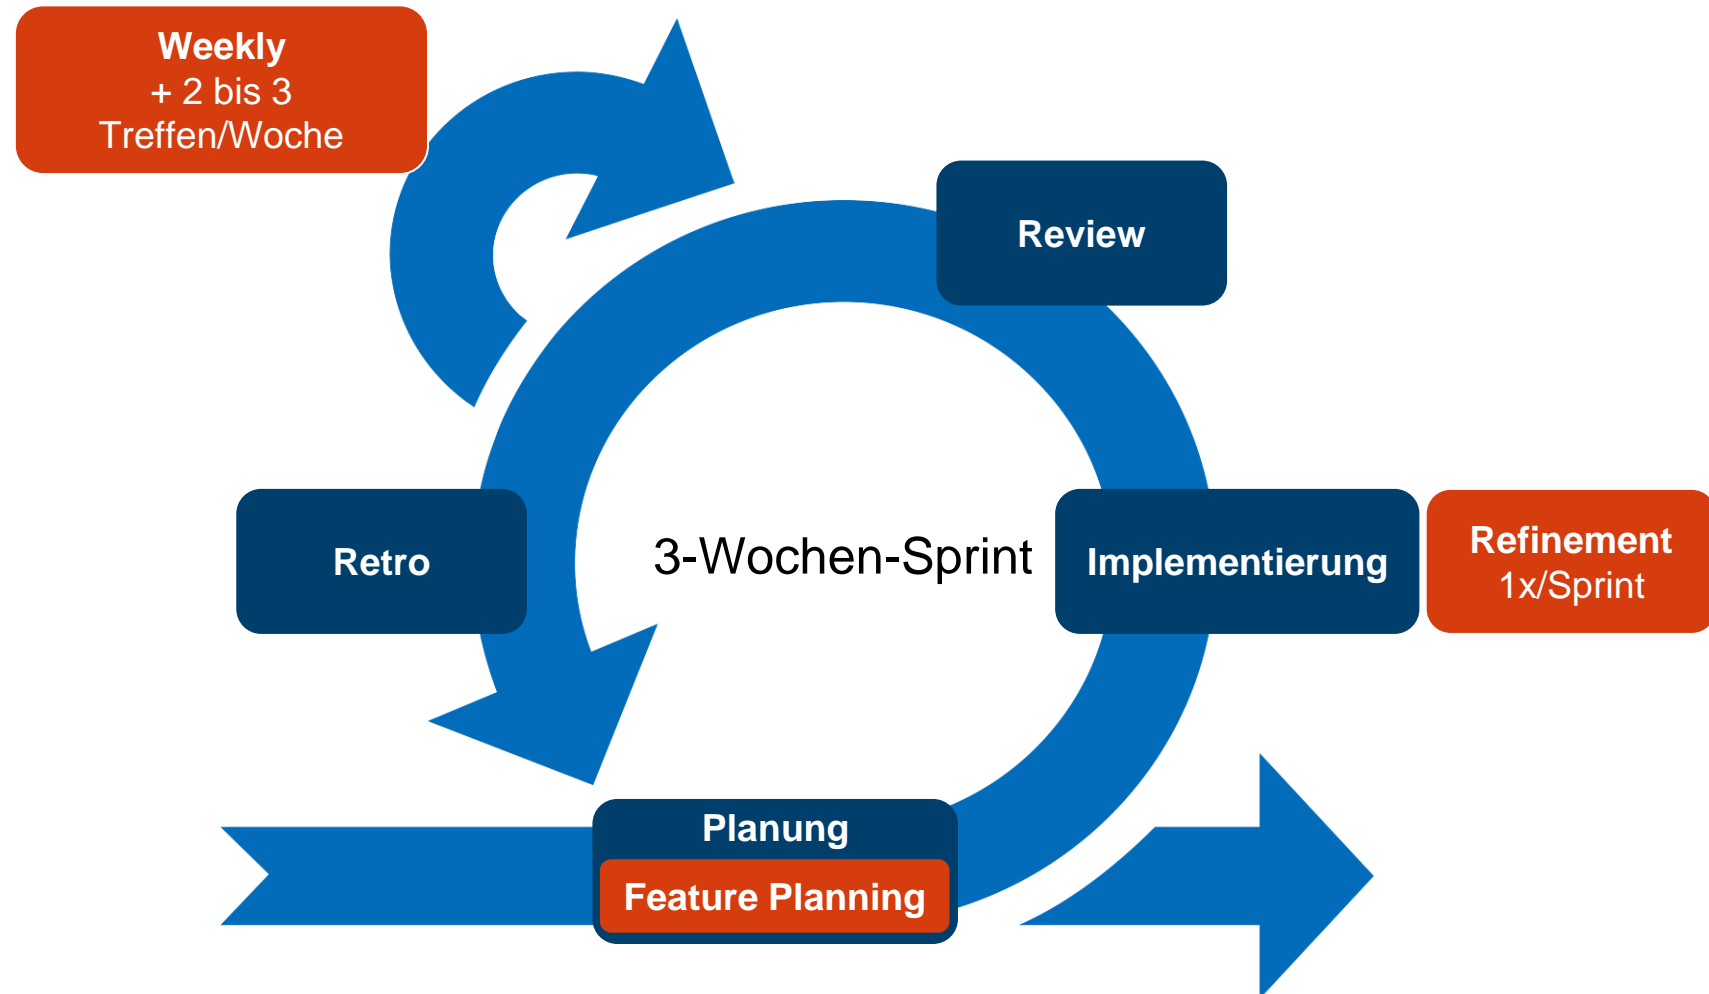 Weekly
+ 2 bis 3
Treffen/Woche
Review
Retro
3-Wochen-Sprint
Implementierung
Refinement
1x/Sprint
Planung
Feature Planning